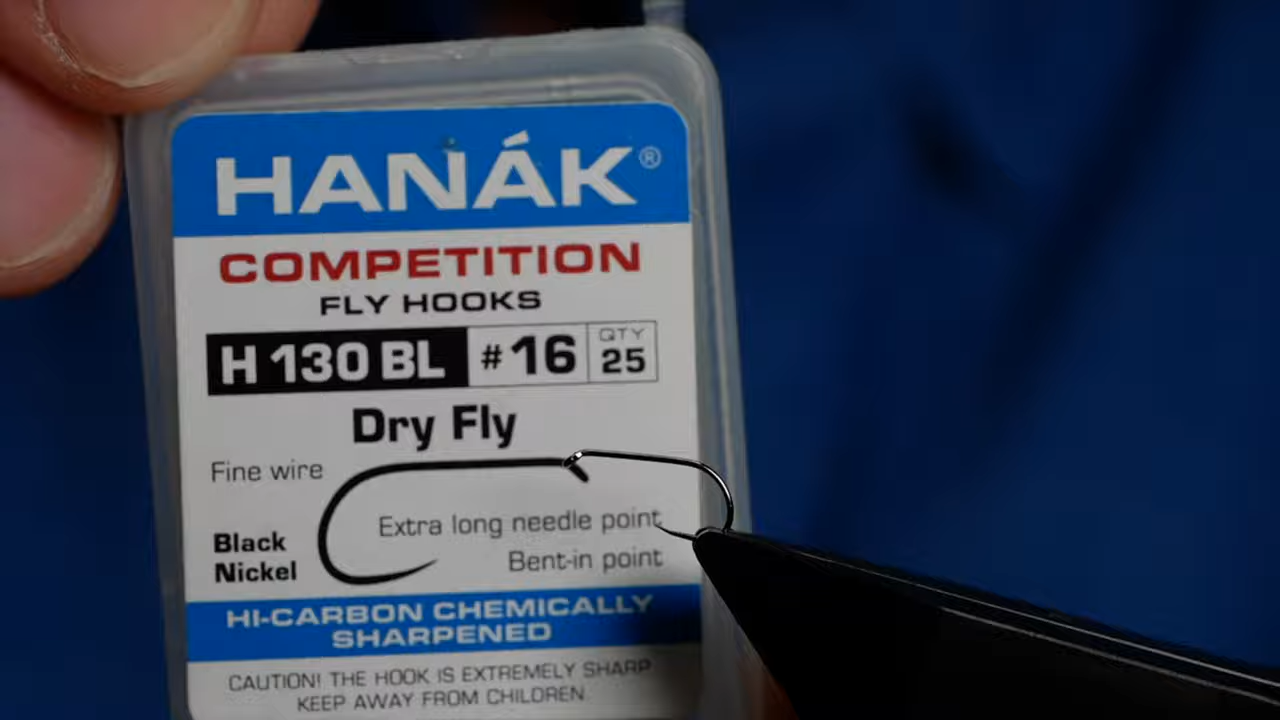 HANÁK®
COMPETITION
FLY HOOKS
H 130 BL #16 QTY 25
Dry Fly
Fine wire
Extra long needle point
Black
Nickel
Bent-in point
HI-CARBON CHEMICALLY
SHARPENED
CAUTION! THE HOOK IS EXTREMELY SHARP
KEEP AWAY FROM CHILDREN.